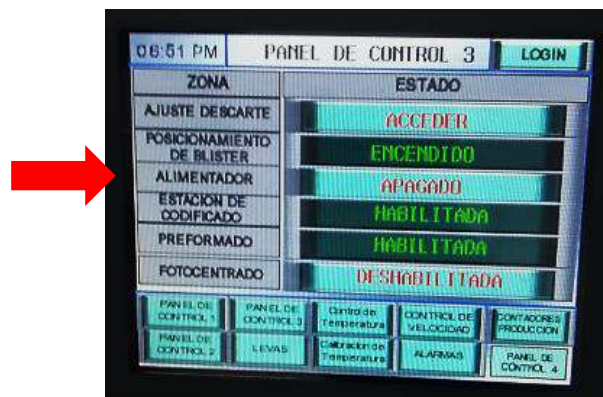 06:51 PM PANEL DE CONTROL 3 LOGIN
ZONA ESTADO
AJUSTE DESCARTE ACCEDER
POSICIONAMIENTO
DE BLISTER ENCENDIDO
ALIMENTADOR APAGADO
ESTACION DE
CODIFICADO HABILITADA
PREFORMADO HABILITADA
FOTOCENTRADO DESHABILITADA
PANEL DE
CONTROL 1
PANEL DE
CONTROL 3
Control de
Temperatura
CONTROL DE
VELOCIDAD
CONTADORES
PRODUCCION
PANEL DE
CONTROL 2
LEVAS
Calibracion de
Temperatura
ALARMAS
PANEL DE
CONTROL 4